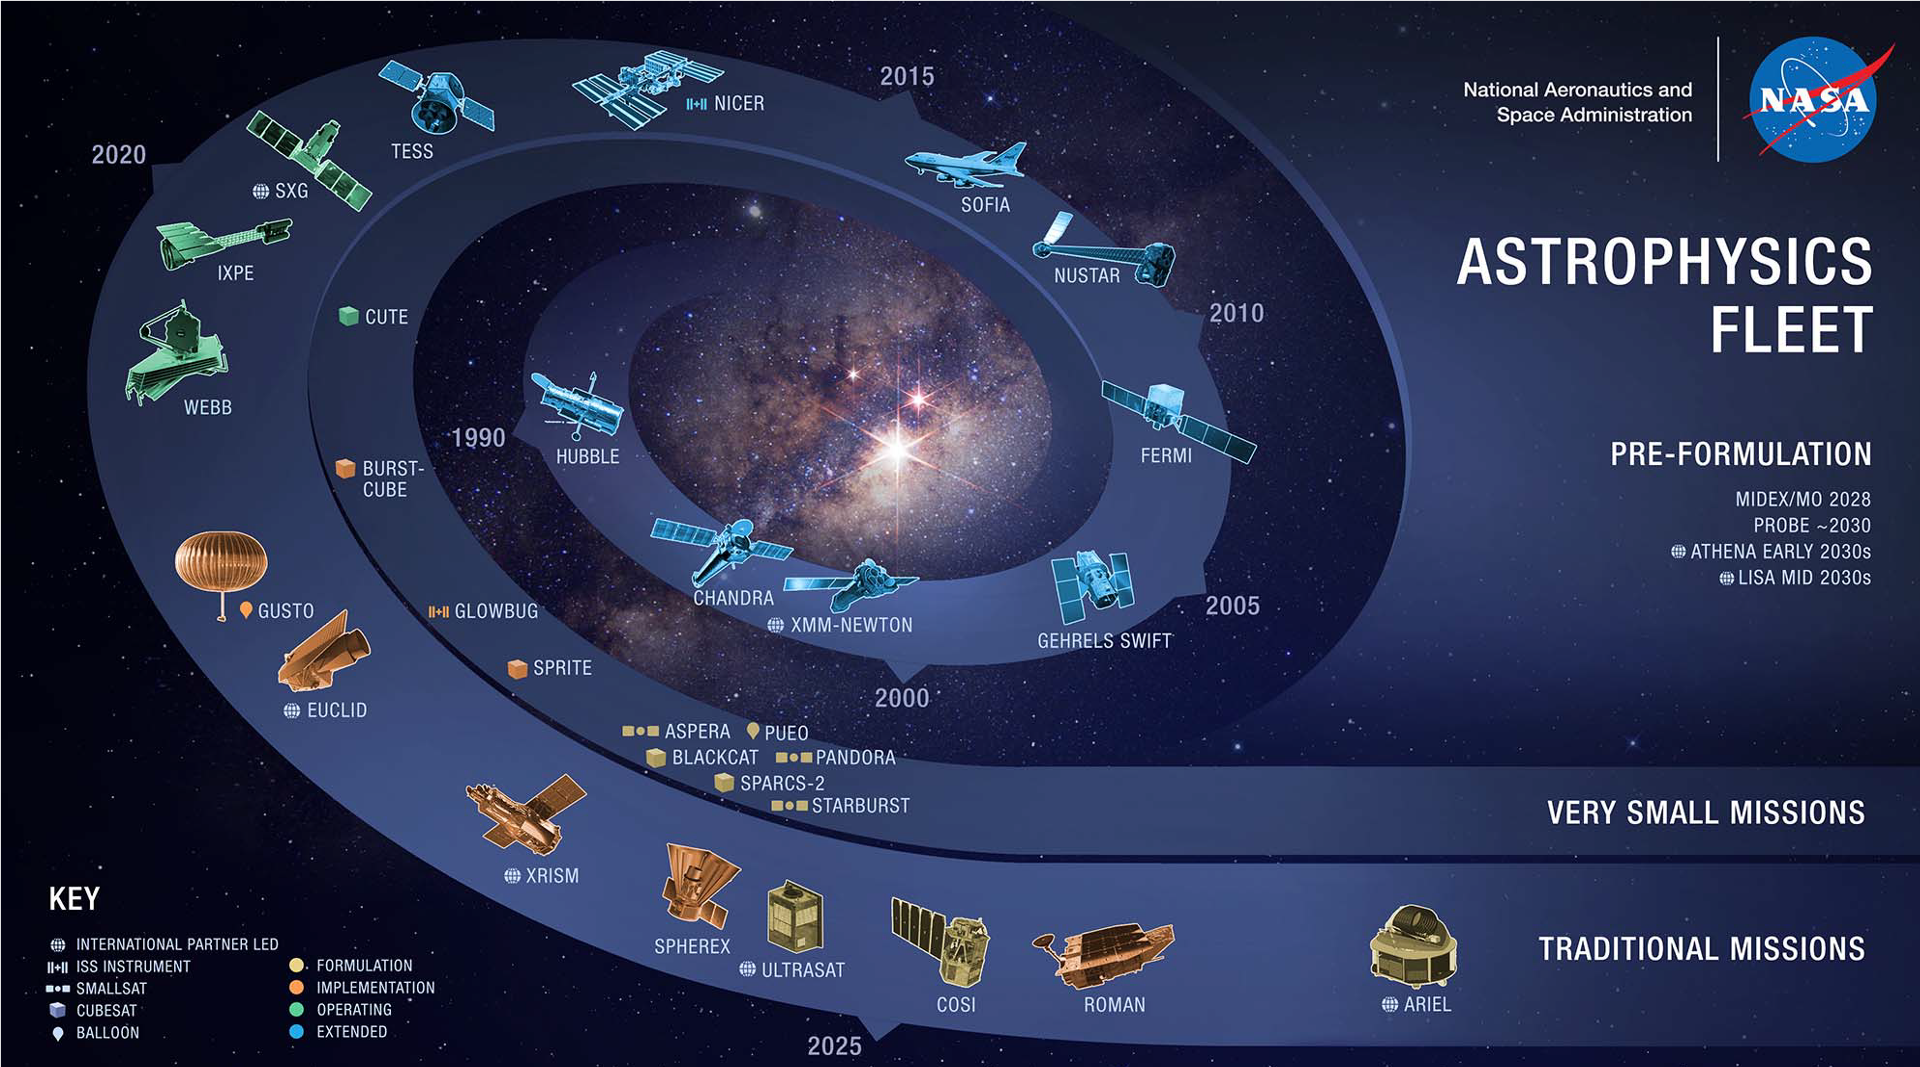 National Aeronautics and
Space Administration
NASA
ASTROPHYSICS
FLEET
2015
NICER
2020
TESS
SXG
SOFIA
IXPE
NUSTAR
2010
CUTE
WEBB
1990
HUBBLE
FERMI
BURST-
CUBE
CHANDRA
XMM-NEWTON
GEHRELS SWIFT
2005
GUSTO
GLOWBUG
SPRITE
EUCLID
2000
ASPERA
PUEO
BLACKCAT
PANDORA
SPARCS-2
STARBURST
PRE-FORMULATION
MIDEX/MO 2028
PROBE ~2030
ATHENA EARLY 2030s
LISA MID 2030s
VERY SMALL MISSIONS
XRISM
SPHEREX
ULTRASAT
COSI
ROMAN
ARIEL
TRADITIONAL MISSIONS
2025
KEY
INTERNATIONAL PARTNER LED
ISS INSTRUMENT
SMALLSAT
CUBESAT
BALLOON
FORMULATION
IMPLEMENTATION
OPERATING
EXTENDED